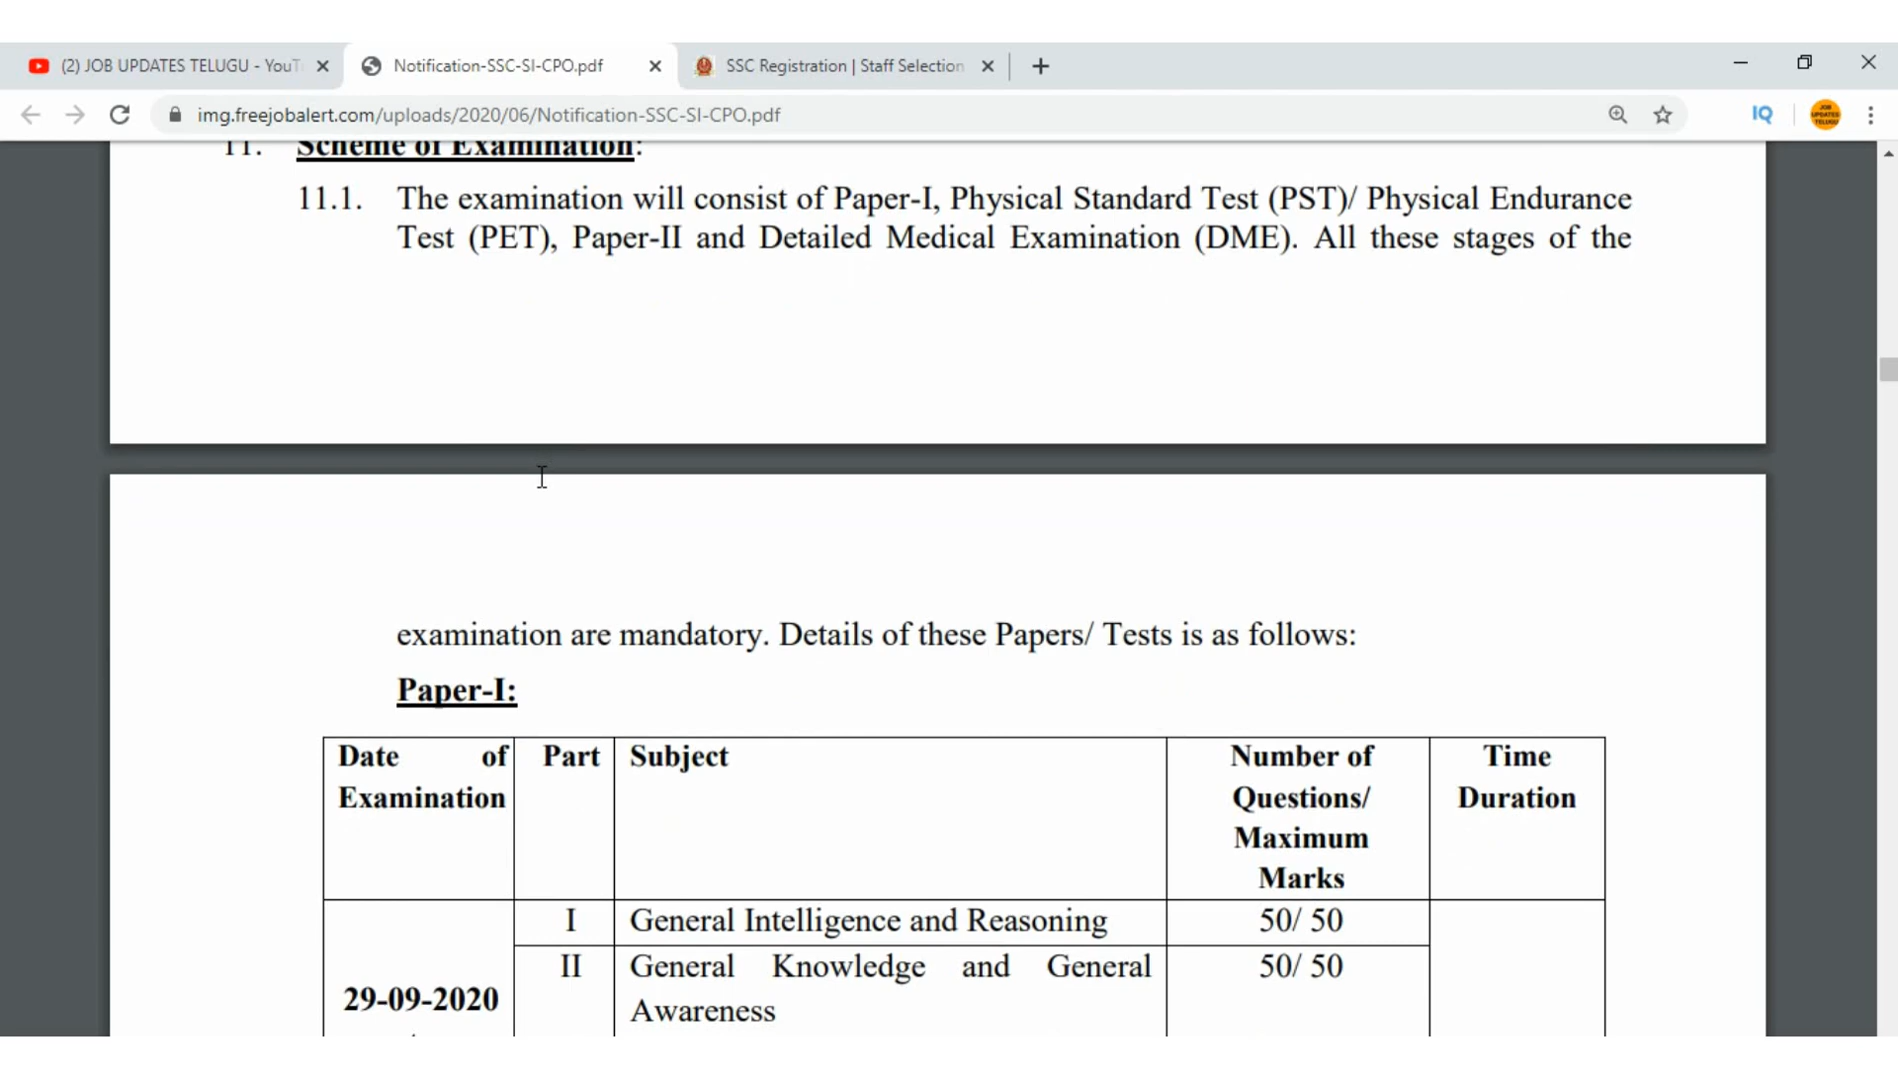 (2) JOB UPDATES TELUGU - YouT
Notification-SSC-SI-CPO.pdf
SSC Registration | Staff Selection
img.freejobalert.com/uploads/2020/06/Notification-SSC-SI-CPO.pdf
IQ
JOB
UPDATES
TELUGU
11. Scheme of Examination:
11.1. The examination will consist of Paper-I, Physical Standard Test (PST)/ Physical Endurance
Test (PET), Paper-II and Detailed Medical Examination (DME). All these stages of the
examination are mandatory. Details of these Papers/ Tests is as follows:
Paper-I:
Date of
Examination
Part
Subject
Number of
Questions/
Maximum
Marks
Time
Duration
I
General Intelligence and Reasoning
50/ 50
II
General Knowledge and General
Awareness
50/ 50
29-09-2020